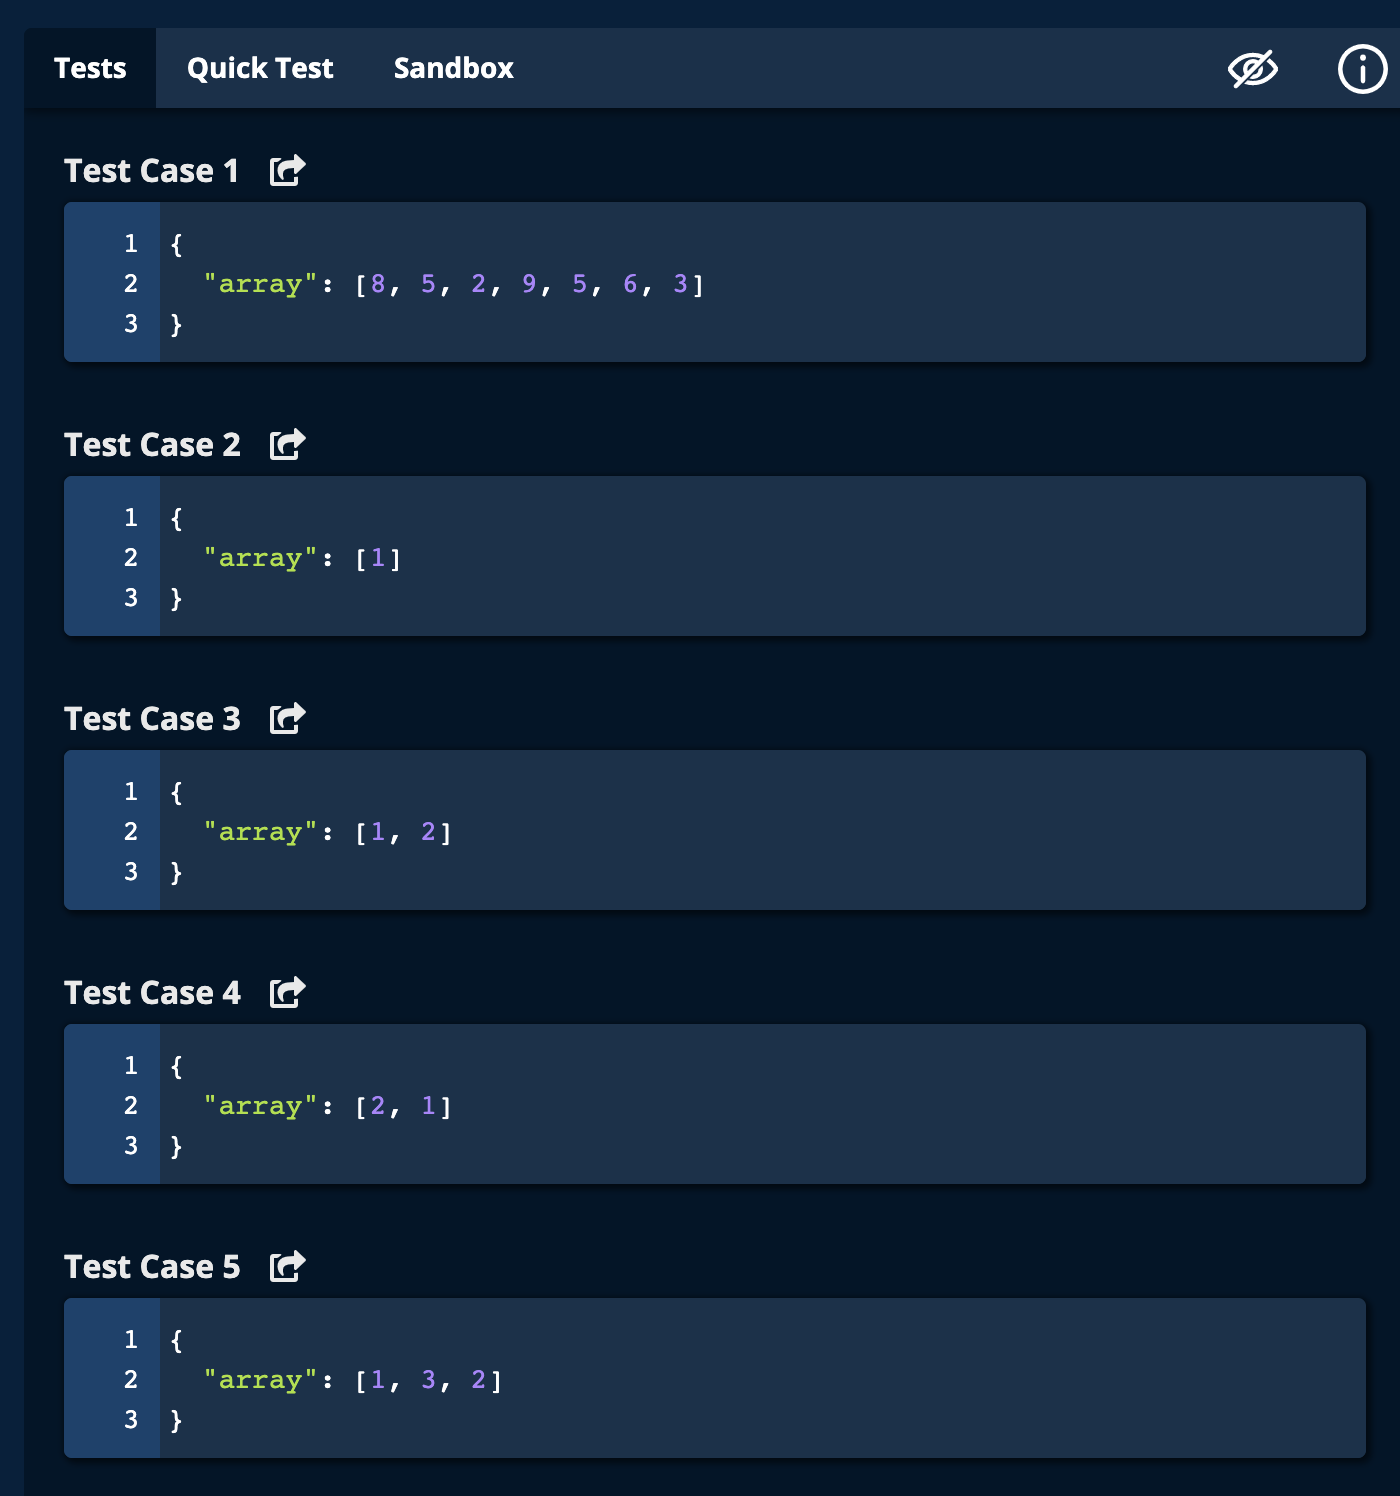 Tests Quick Test Sandbox
Test Case 1
1 {
2 "array": [8, 5, 2, 9, 5, 6, 3]
3 }
Test Case 2
1 {
2 "array": [1]
3 }
Test Case 3
1 {
2 "array": [1, 2]
3 }
Test Case 4
1 {
2 "array": [2, 1]
3 }
Test Case 5
1 {
2 "array": [1, 3, 2]
3 }